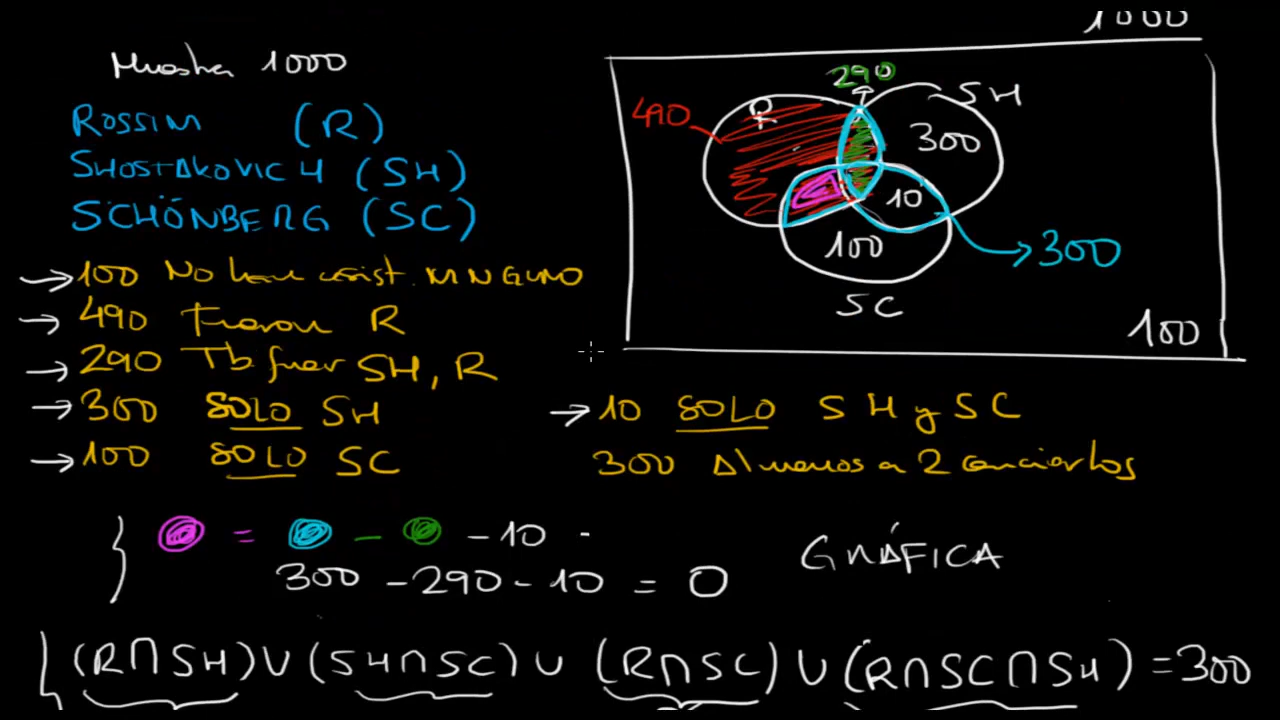 1000
Muestra 1000
ROSSINI (R)
SHOSTAKOVICH (SH)
SCHÖNBERG (SC)
→ 100 No han asist. NINGUNO
→ 490 fueron R
→ 290 Tb fuer SH, R
→ 300 SOLO SH
→ 100 SOLO SC
290
R
SH
490
300
10
100
→ 300
SC
100
→ 10 SOLO SH y SC
300 Al menos a 2 conciertos
= - - 10
300 - 290 - 10 = 0
GRÁFICA
(R∩SH) ∪ (SH∩SC) ∪ (R∩SC) ∪ (R∩SC∩SH) = 300